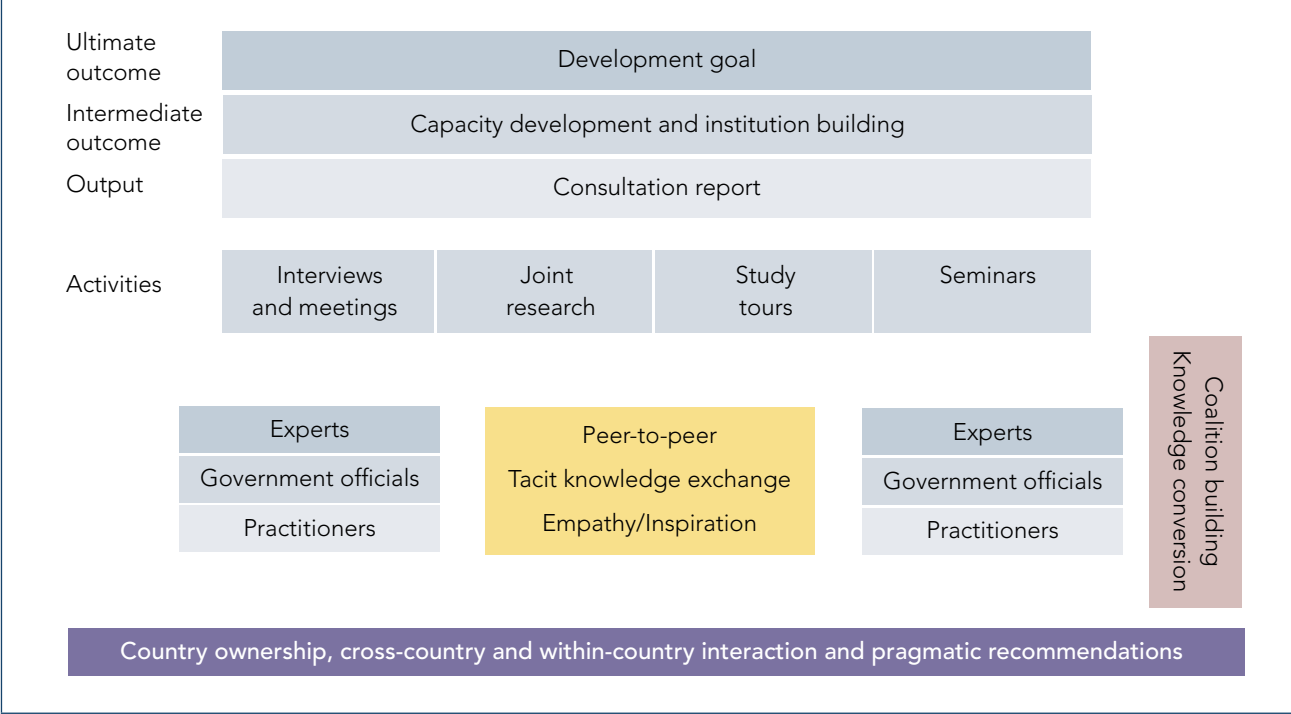 Ultimate
outcome
Development goal
Intermediate
outcome
Capacity development and institution building
Output
Consultation report
Activities
Interviews
and meetings
Joint
research
Study
tours
Seminars
Experts
Government officials
Practitioners
Peer-to-peer
Tacit knowledge exchange
Empathy/Inspiration
Experts
Government officials
Practitioners
Coalition building
Knowledge conversion
Country ownership, cross-country and within-country interaction and pragmatic recommendations